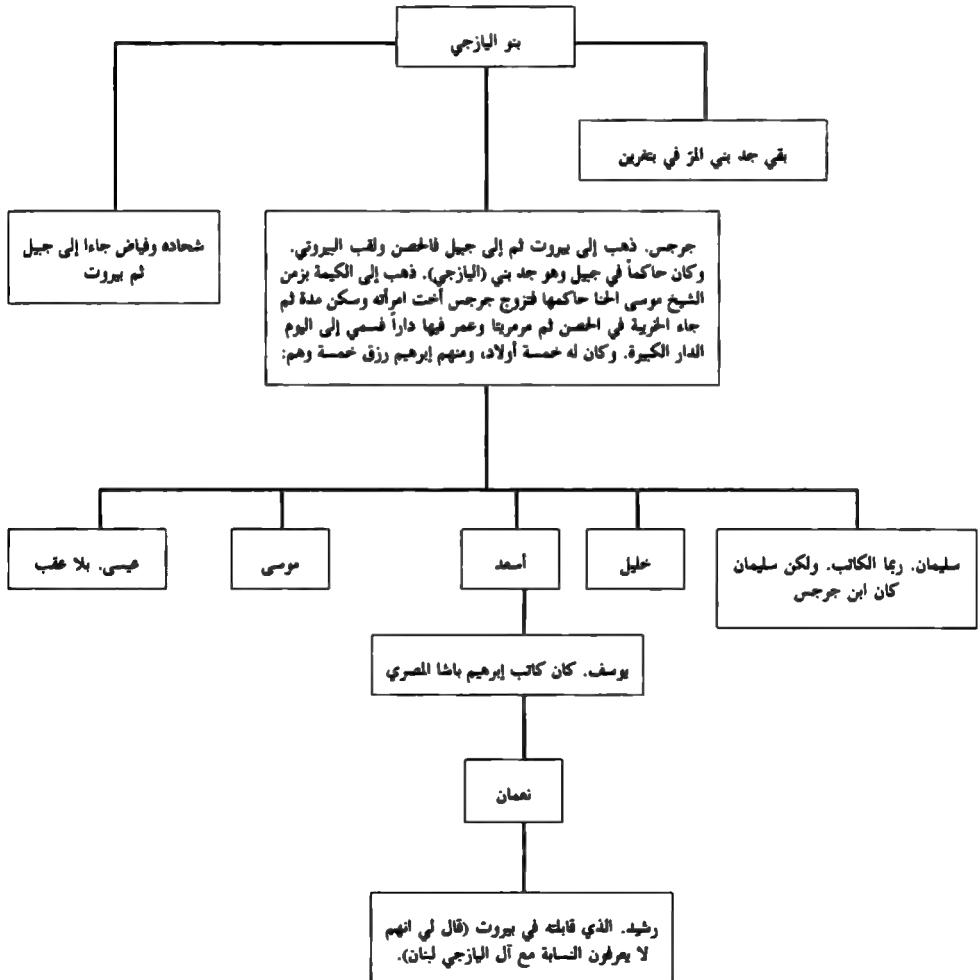 بنو اليازجي
بقي جد بني المرّ في بتغرين
شحاده وفياض جاءا إلى جبيل
ثم بيروت
جرجس. ذهب إلى بيروت ثم إلى جبيل فالحصن ولقب البيروتي.
وكان حاكماً في جبيل وهو جد بني (اليازجي). ذهب إلى الكيمة بزمن
الشيخ موسى الحنا حاكمها فتزوج جرجس أخت امرأته وسكن مدة ثم
جاء الخربية في الحصن ثم مرمريتا وعمر فيها داراً فسمي إلى اليوم
الدار الكبيرة. وكان له خمسة أولاد، ومنهم إبرهيم رزق خمسة وهم:
سليمان. ربما الكاتب. ولكن سليمان
كان ابن جرجس
خليل
أسعد
موسى
عيسى. بلا عقب
يوسف. كان كاتب إبرهيم باشا المصري
نعمان
رشيد. الذي قابلته في بيروت (قال لي انهم
لا يعرفون النسابة مع آل اليازجي لبنان).